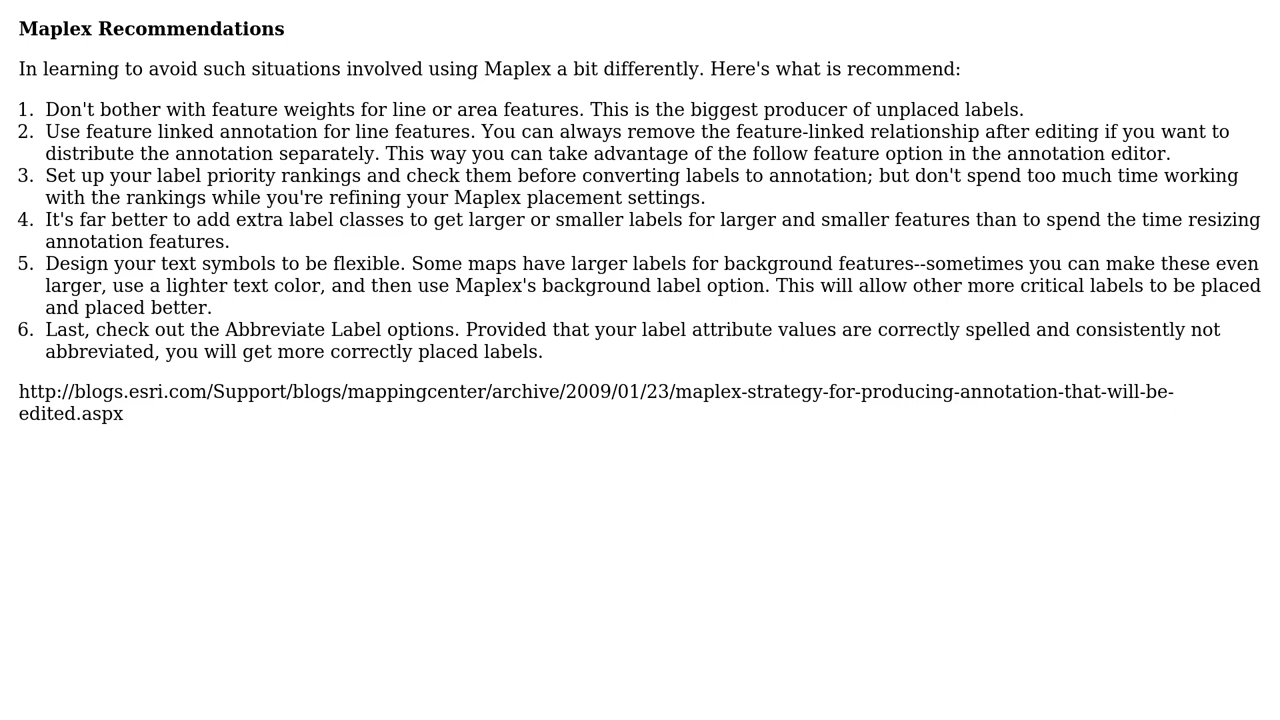 Maplex Recommendations
In learning to avoid such situations involved using Maplex a bit differently. Here's what is recommend:
1. Don't bother with feature weights for line or area features. This is the biggest producer of unplaced labels.
2. Use feature linked annotation for line features. You can always remove the feature-linked relationship after editing if you want to
distribute the annotation separately. This way you can take advantage of the follow feature option in the annotation editor.
3. Set up your label priority rankings and check them before converting labels to annotation; but don't spend too much time working
with the rankings while you're refining your Maplex placement settings.
4. It's far better to add extra label classes to get larger or smaller labels for larger and smaller features than to spend the time resizing
annotation features.
5. Design your text symbols to be flexible. Some maps have larger labels for background features--sometimes you can make these even
larger, use a lighter text color, and then use Maplex's background label option. This will allow other more critical labels to be placed
and placed better.
6. Last, check out the Abbreviate Label options. Provided that your label attribute values are correctly spelled and consistently not
abbreviated, you will get more correctly placed labels.
http://blogs.esri.com/Support/blogs/mappingcenter/archive/2009/01/23/maplex-strategy-for-producing-annotation-that-will-be-
edited.aspx